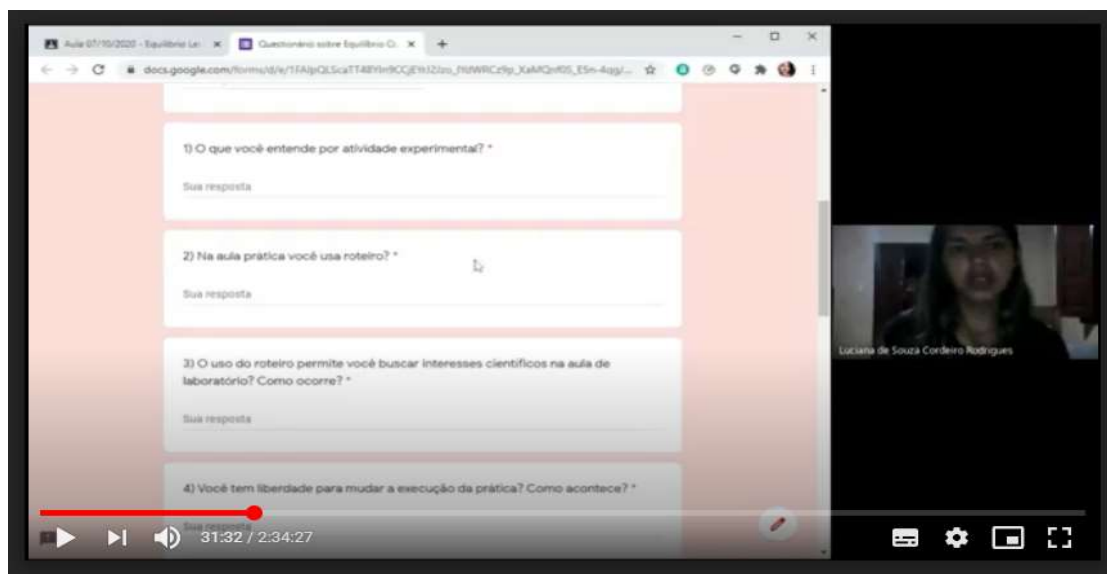 Aula 07/10/2020 - Equilíbrio
Questionário sobre Equilíbrio Q.
docs.google.com/forms/d/e/
1) O que você entende por atividade experimental? *
Sua resposta
2) Na aula prática você usa roteiro? *
Sua resposta
3) O uso do roteiro permite você buscar interesses científicos na aula de
laboratório? Como ocorre? *
Sua resposta
4) Você tem liberdade para mudar a execução da prática? Como acontece? *
Sua resposta
Luciana de Souza Cordeiro Rodrigues
31:32 / 2:34:27